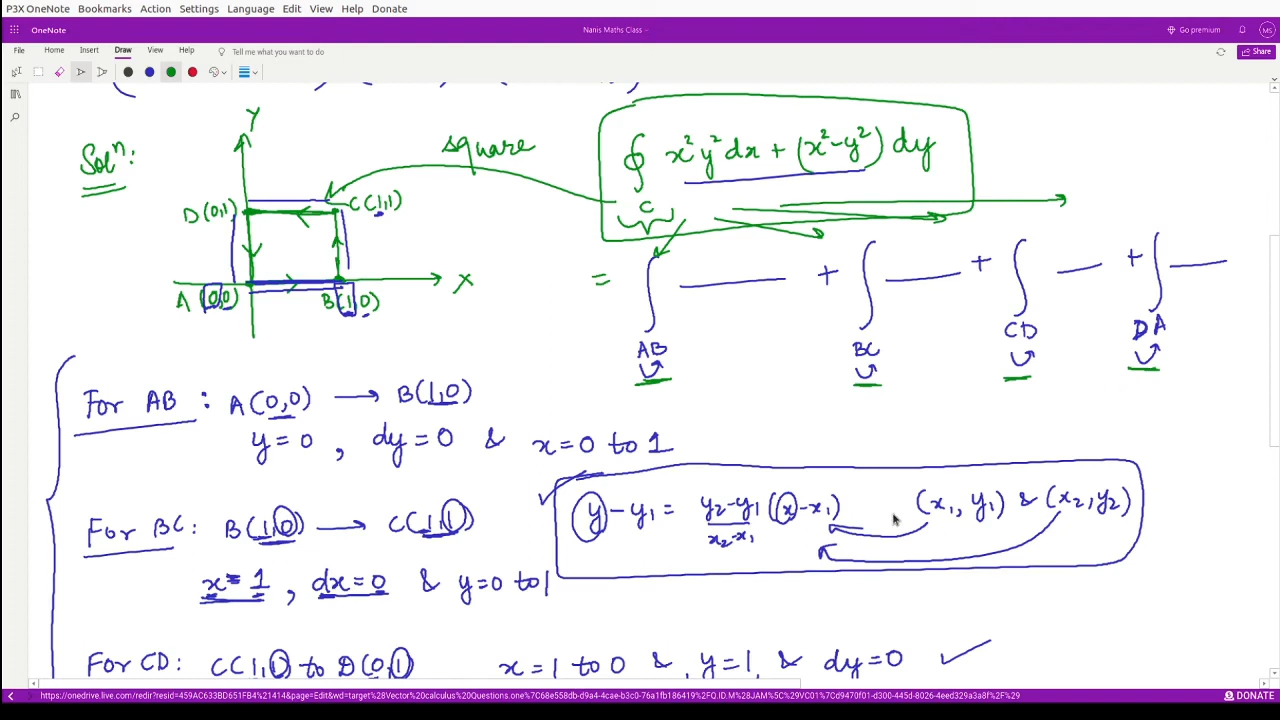 P3X OneNote Bookmarks Action Settings Language Edit View Help Donate
OneNote
Nanis Maths Class -
Go premium
MS
File Home Insert Draw View Help Tell me what you want to do
Share
Solⁿ:
Y
square
∮ x²y²dx + (x²-y²) dy
C
D(0,1)
C(1,1)
X
A (0,0)
B(1,0)
= ∫ ——— + ∫ ——— + ∫ —— + ∫ ——
AB BC CD DA
For AB : A(0,0) → B(1,0)
y=0 , dy=0 & x=0 to 1
For BC: B(1,0) → C(1,1)
y-y₁ = y₂-y₁/x₂-x₁ (x-x₁) (x₁, y₁) & (x₂,y₂)
x=1 , dx=0 & y=0 to 1
For CD: C(1,1) to D(0,1) x=1 to 0 & y=1 & dy=0
DONATE